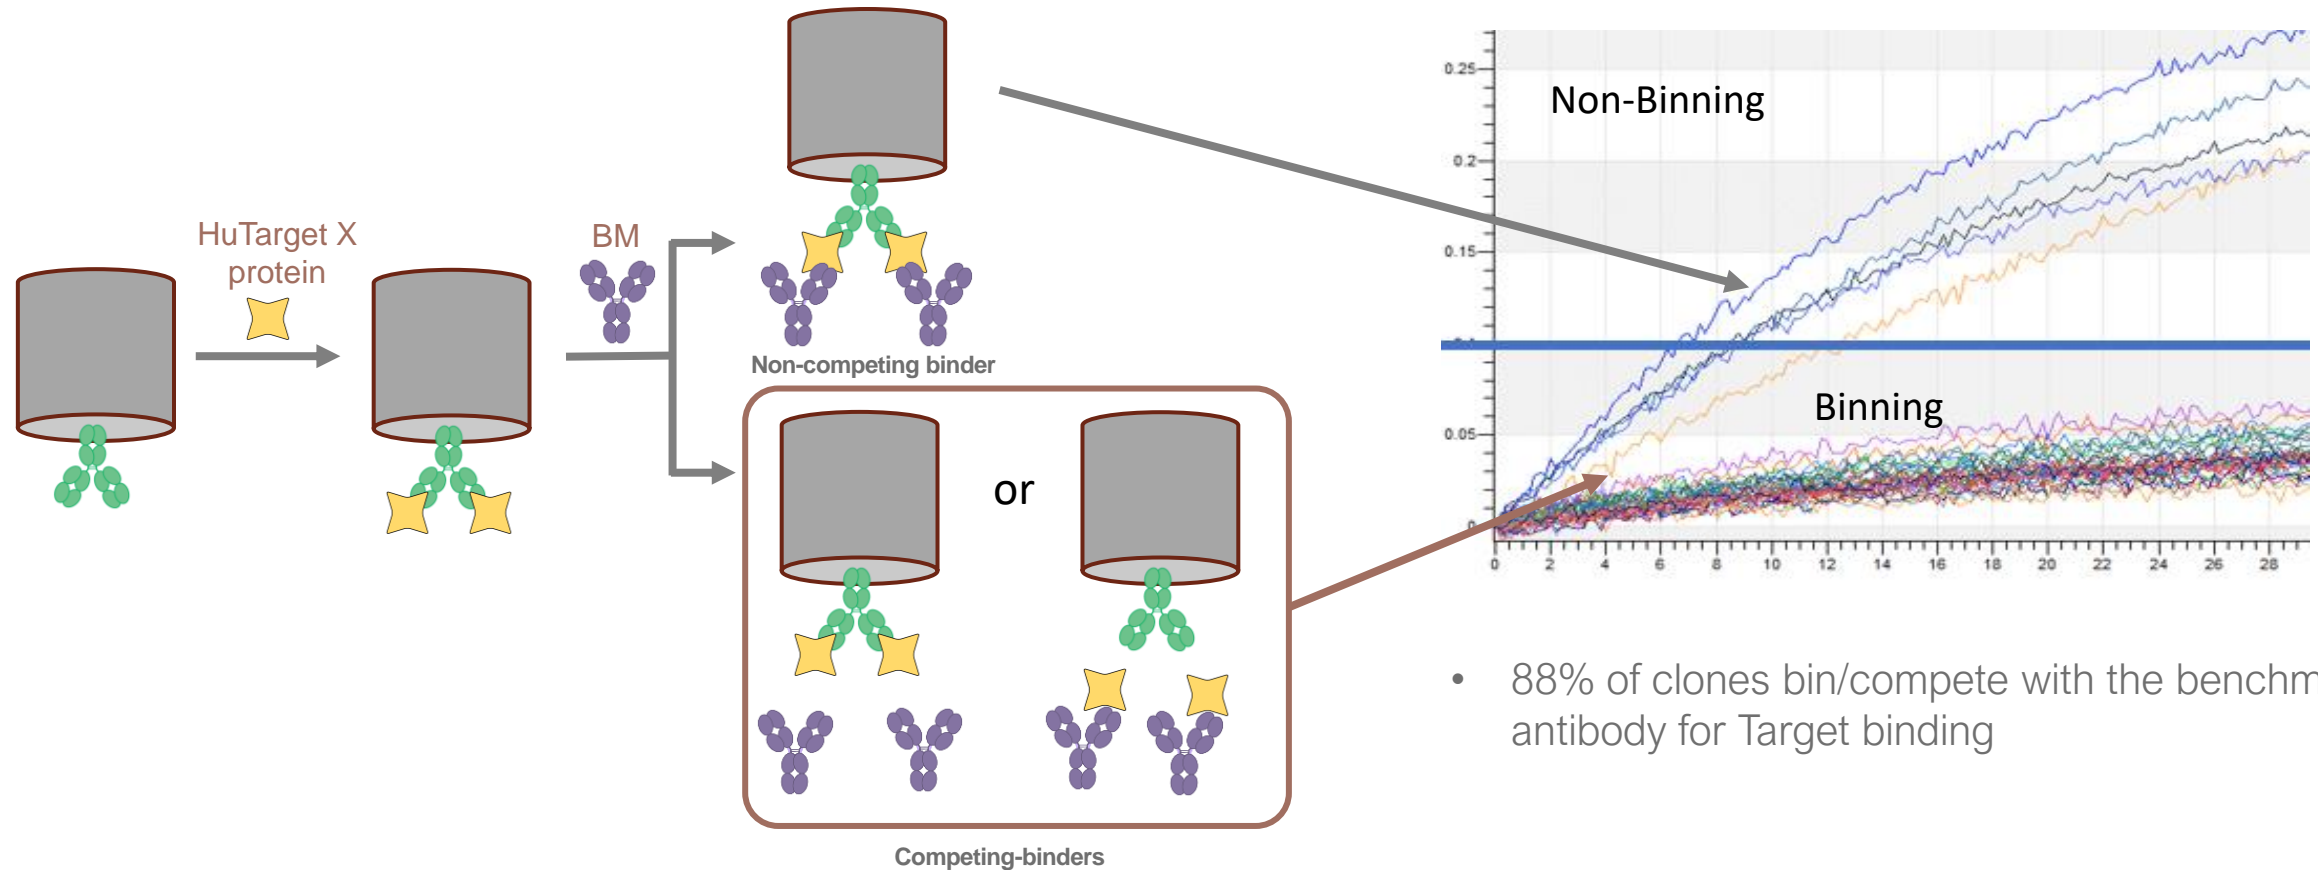 HuTarget X
protein
BM
Non-competing binder
or
Competing-binders
Non-Binning
Binning
0.25
0.2
0.15
0.05
0
0 2 4 6 8 10 12 14 16 18 20 22 24 26 28
• 88% of clones bin/compete with the benchm
antibody for Target binding